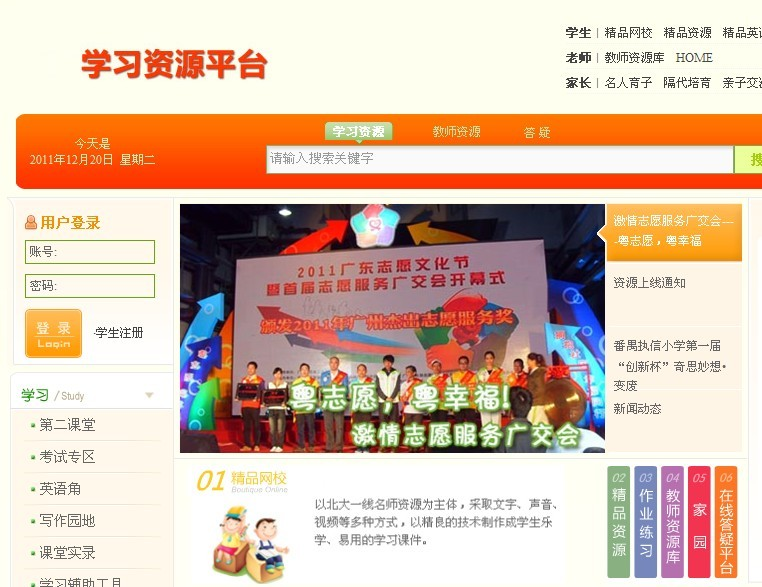 学习资源平台
学生 | 精品网校 精品资源 精品英
老师 | 教师资源库 HOME
家长 | 名人育子 隔代培育 亲子交
今天是
2011年12月20日 星期二
学习资源 教师资源 答 疑
请输入搜索关键字
搜
用户登录
账号:
密码:
登 录
Login
·学生注册
学习 / Study
第二课堂
考试专区
英语角
写作园地
课堂实录
学习辅助工具
2011广东志愿文化节
暨首届志愿服务广交会开幕式
颁发2011年广州杰出志愿服务奖
粤志愿，粤幸福!
激情志愿服务广交会
激情志愿服务广交会—
-粤志愿，粤幸福
资源上线通知
番禺执信小学第一届
“创新杯”奇思妙想·
变废
新闻动态
01 精品网校
Boutique Online
以北大一线名师资源为主体，采取文字、声音、
视频等多种方式，以精良的技术制作成学生乐
学、易用的学习课件。
02 精品资源
03 作业练习
04 教师资源库
05 家园
06 在线答疑平台